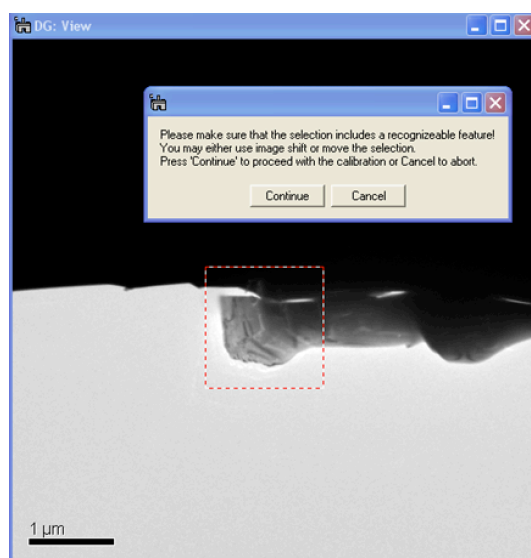 DG: View
Please make sure that the selection includes a recognizeable feature!
You may either use image shift or move the selection.
Press 'Continue' to proceed with the calibration or Cancel to abort.
Continue Cancel
1 µm